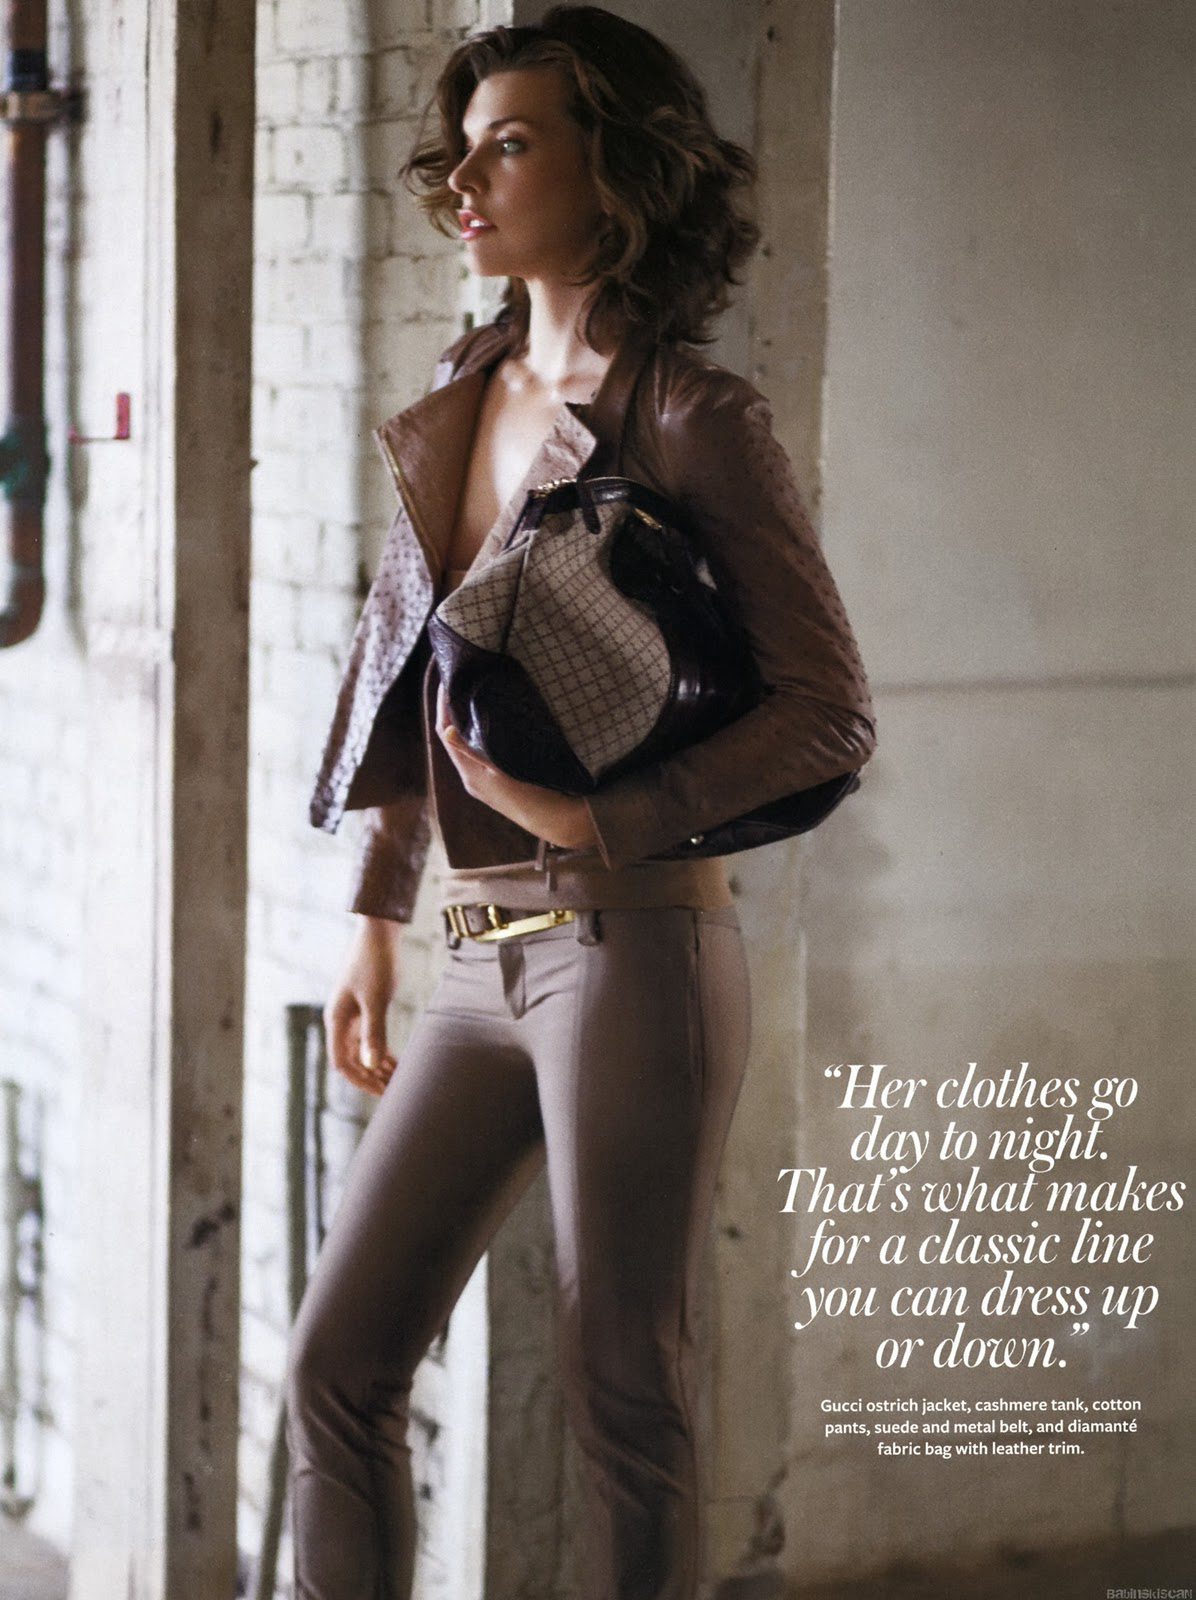 “Her clothes go
day to night.
That’s what makes
for a classic line
you can dress up
or down.”
Gucci ostrich jacket, cashmere tank, cotton
pants, suede and metal belt, and diamanté
fabric bag with leather trim.
BabinskiScan